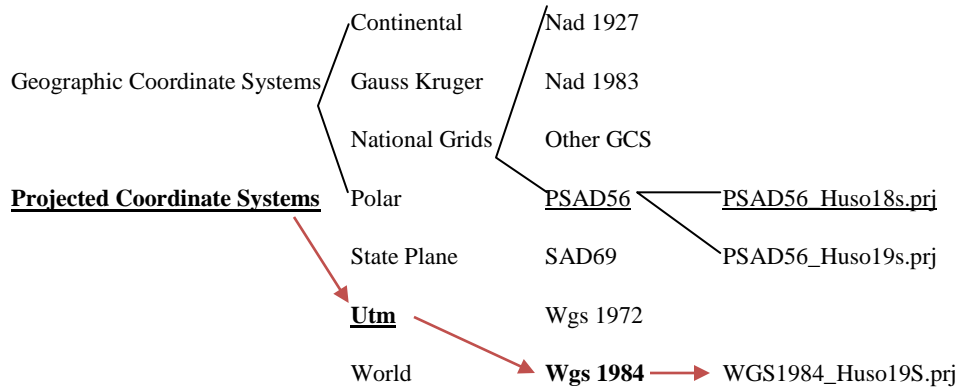 Continental Nad 1927
Geographic Coordinate Systems Gauss Kruger Nad 1983
National Grids Other GCS
Projected Coordinate Systems Polar PSAD56 PSAD56_Huso18s.prj
State Plane SAD69 PSAD56_Huso19s.prj
Utm Wgs 1972
World Wgs 1984 WGS1984_Huso19S.prj